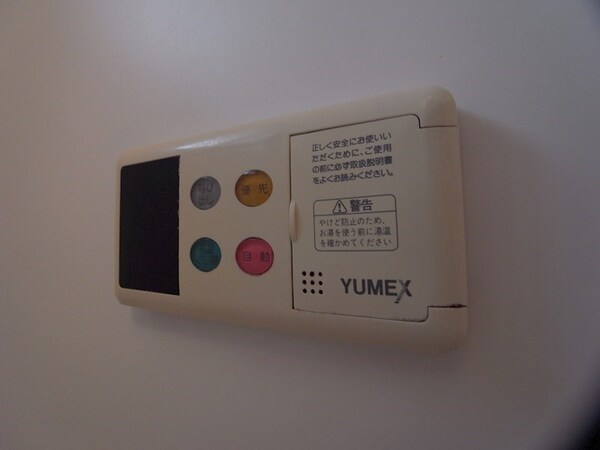 優先
自動
正しく安全にお使いい
ただくために、ご使用
の前に必ず取扱説明書
をよくお読みください。
警告
やけど防止のため、
お湯を使う前に湯温
を確かめてください
YUMEX